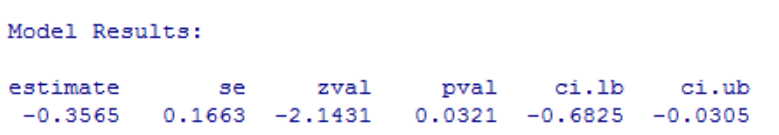 Model Results:
estimate se zval pval ci.lb ci.ub
-0.3565 0.1663 -2.1431 0.0321 -0.6825 -0.0305